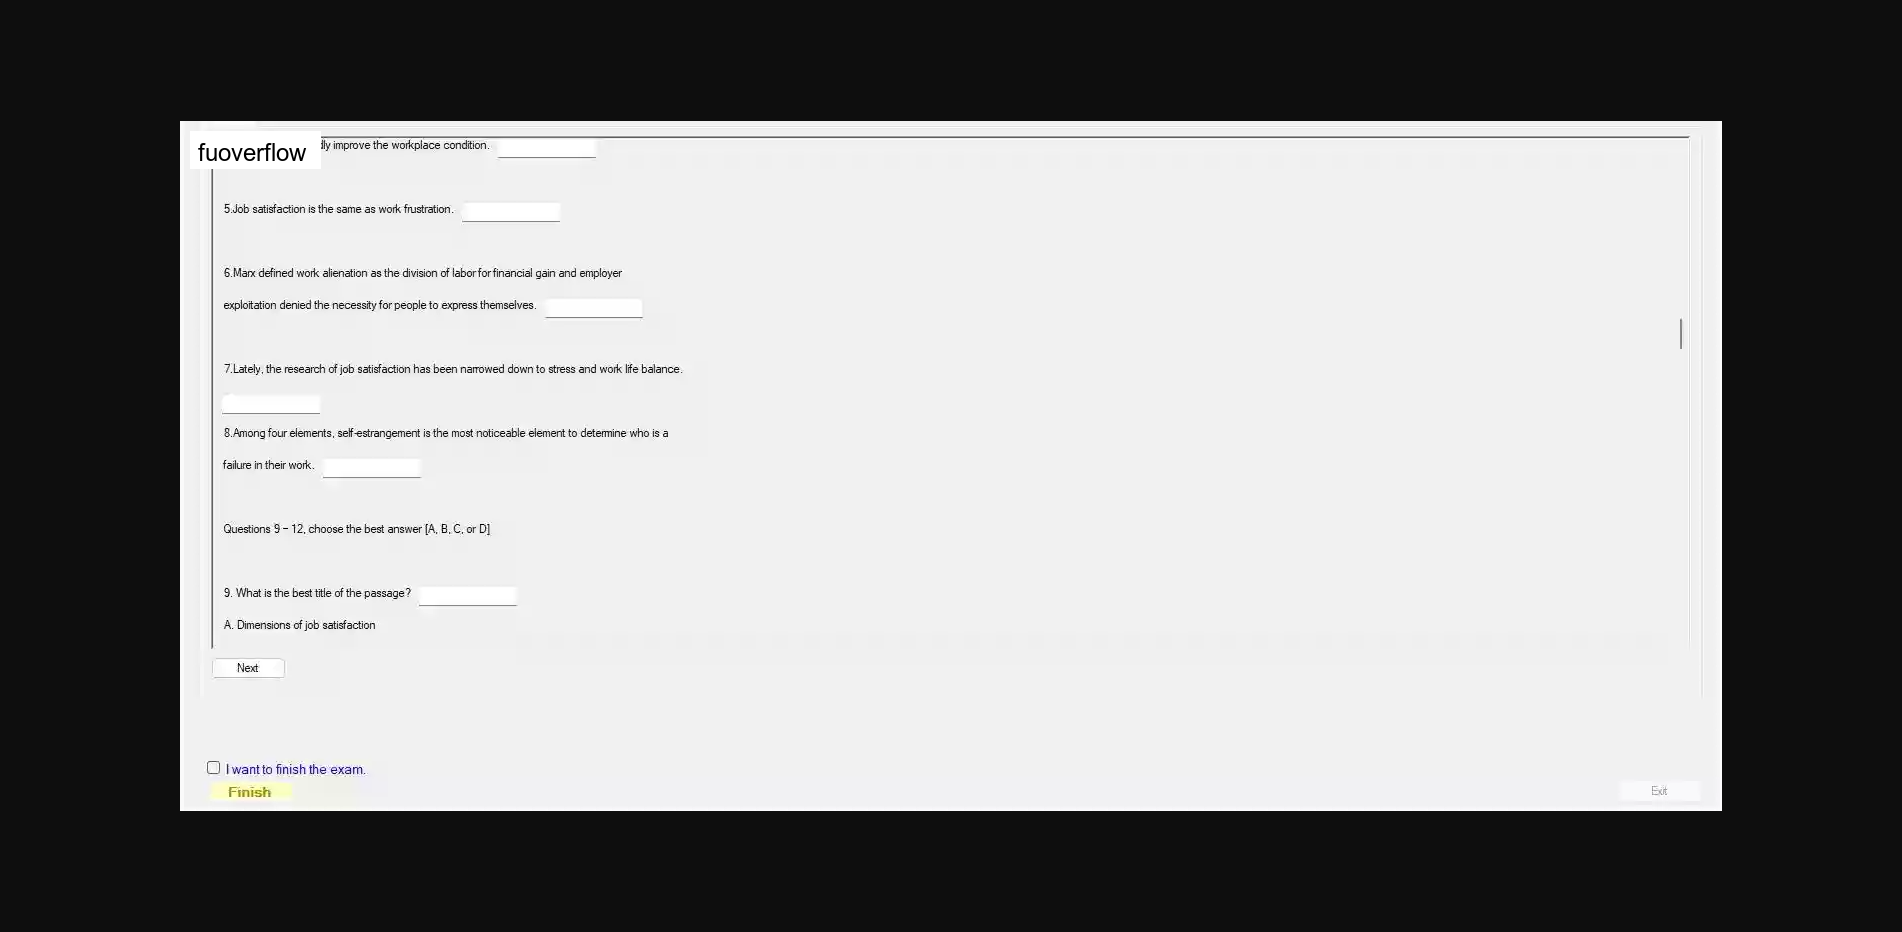 fuoverflow
improve the workplace condition.
5.Job satisfaction is the same as work frustration.
6.Marx defined work alienation as the division of labor for financial gain and employer
exploitation denied the necessity for people to express themselves.
7.Lately, the research of job satisfaction has been narrowed down to stress and work life balance.
8.Among four elements, self-estrangement is the most noticeable element to determine who is a
failure in their work.
Questions 9 – 12, choose the best answer [A, B, C, or D]
9. What is the best title of the passage?
A. Dimensions of job satisfaction
Next
I want to finish the exam.
Finish
Exit